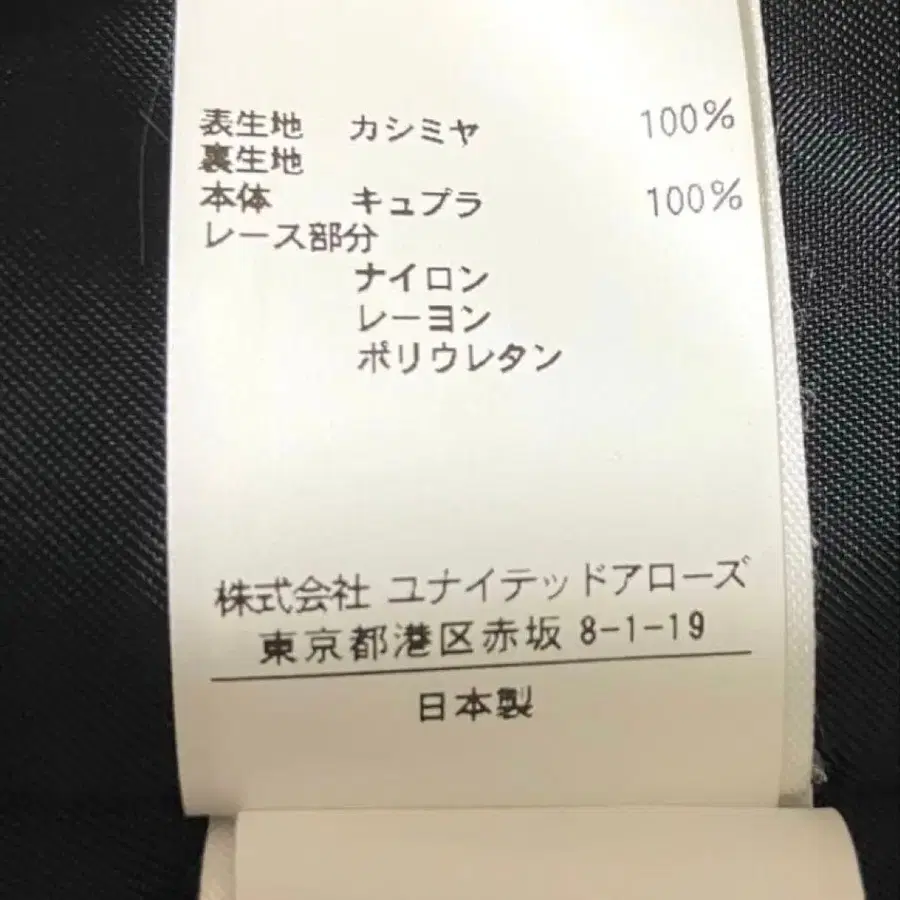 表生地 カシミヤ 100%
裏生地
本体 キュプラ 100%
レース部分
ナイロン
レーヨン
ポリウレタン
株式会社 ユナイテッドアローズ
東京都港区赤坂 8-1-19
日本製